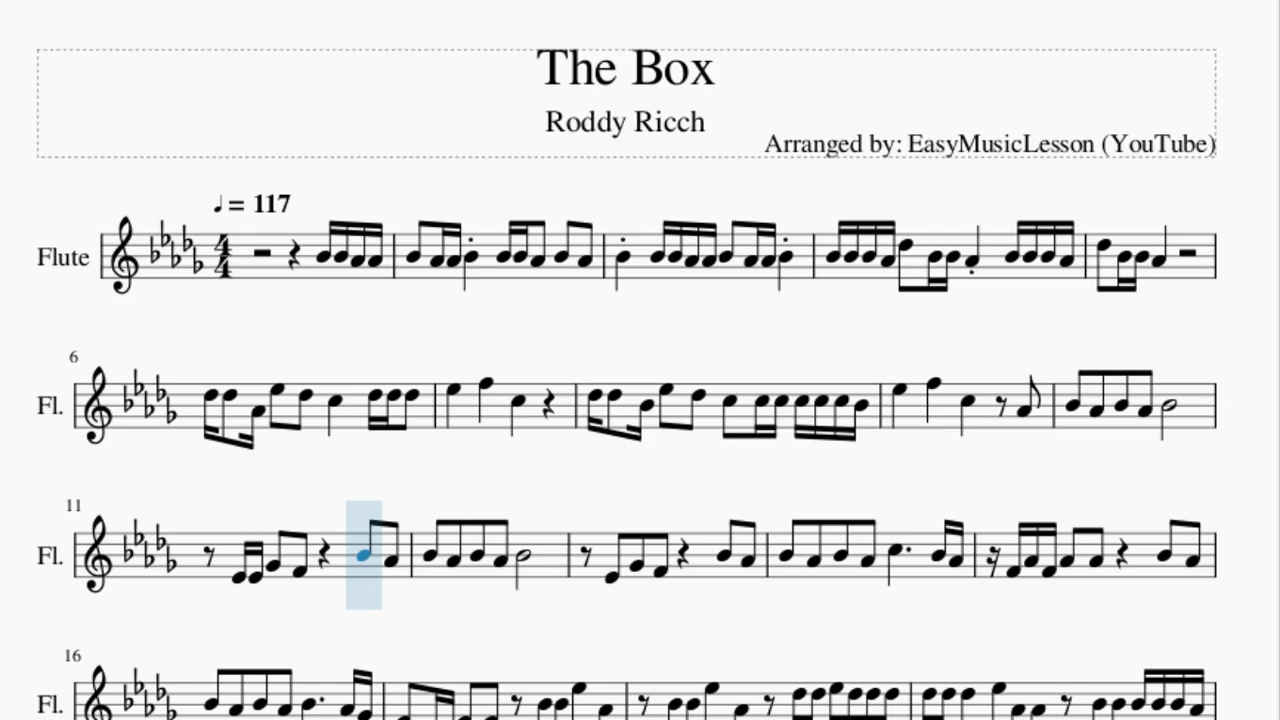 The Box
Roddy Ricch
Arranged by: EasyMusicLesson (YouTube)
♩ = 117
Flute
4
4
6
Fl.
11
Fl.
16
Fl.